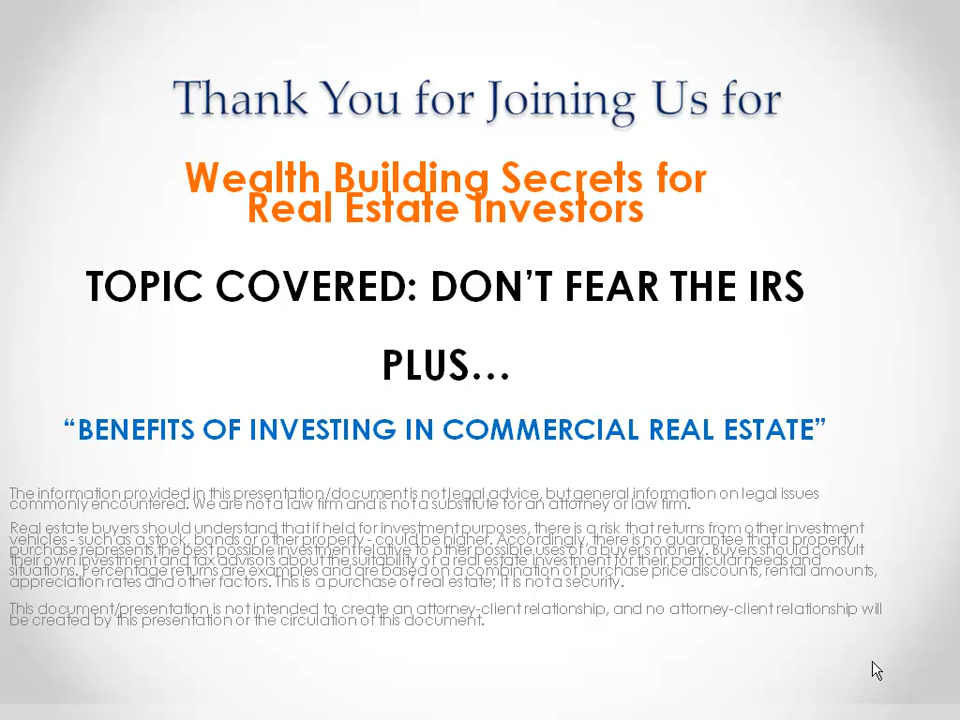 Thank You for Joining Us for
Wealth Building Secrets for
Real Estate Investors
TOPIC COVERED: DON’T FEAR THE IRS
PLUS…
“BENEFITS OF INVESTING IN COMMERCIAL REAL ESTATE”
The information provided in this presentation/document is not legal advice, but general information on legal issues
commonly encountered. We are not a law firm and is not a substitute for an attorney or law firm.
Real estate buyers should understand that if held for investment purposes, there is a risk that returns from other investment
vehicles - such as a stock, bonds or other property - could be higher. Accordingly, there is no guarantee that a property
purchase represents the best possible investment relative to other possible uses of a buyer's money. Buyers should consult
their own investment and tax advisors about the suitability of a real estate investment for their particular needs and
situations. Percentage returns are examples and are based on a combination of purchase price discounts, rental amounts,
appreciation rates and other factors. This is a purchase of real estate; it is not a security.
This document/presentation is not intended to create an attorney-client relationship, and no attorney-client relationship will
be created by this presentation or the circulation of this document.